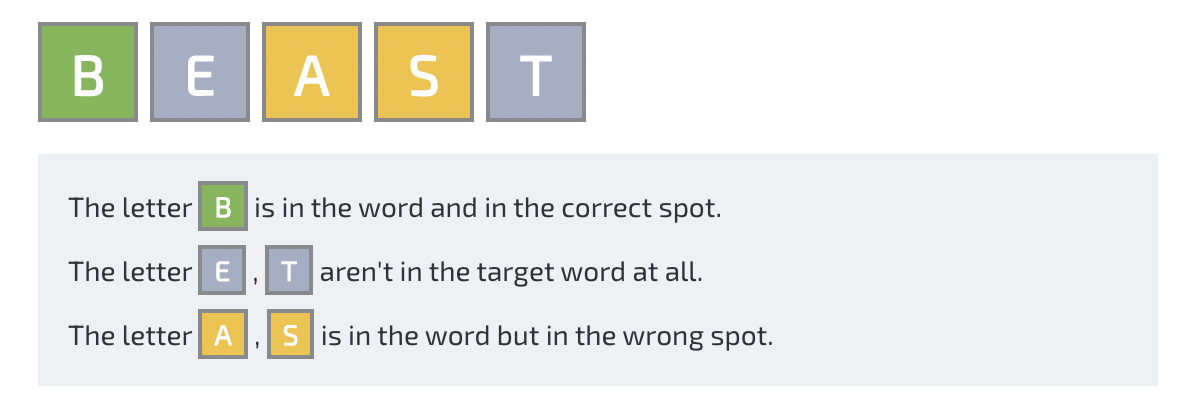 B E A S T
The letter B is in the word and in the correct spot.
The letter E , T aren't in the target word at all.
The letter A , S is in the word but in the wrong spot.